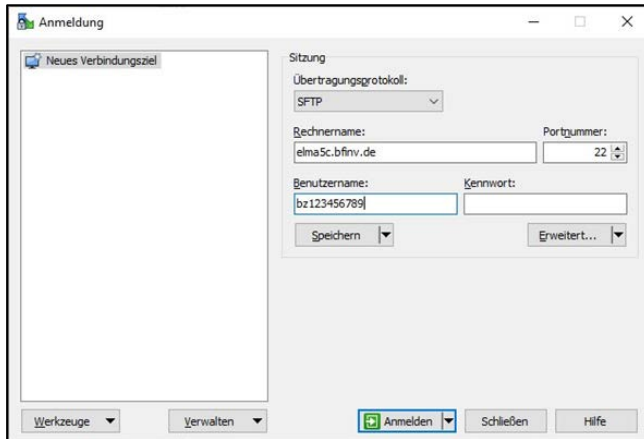 Anmeldung
Neues Verbindungsziel
Sitzung
Übertragungsprotokoll:
SFTP
Rechnername:
Portnummer:
elma5c.bfinv.de
22
Benutzername:
Kennwort:
bz123456789
Speichern
Erweitert...
Werkzeuge
Verwalten
Anmelden
Schließen
Hilfe